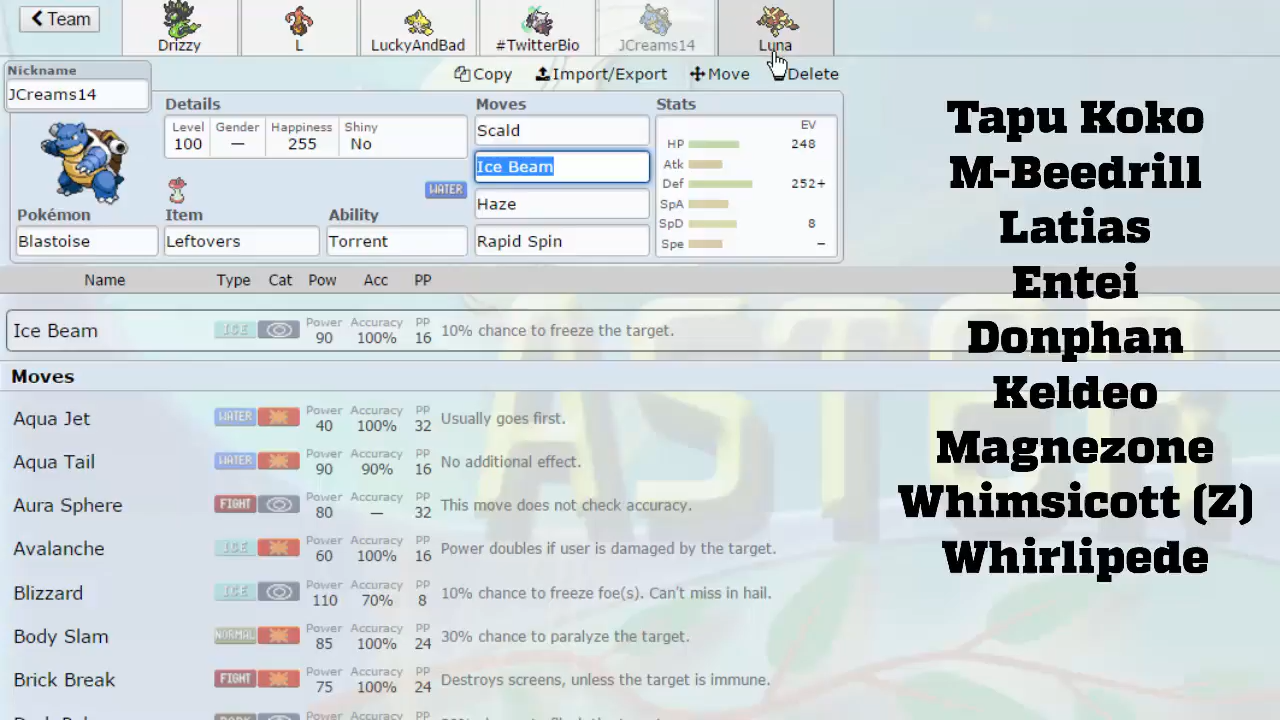 Team
Drizzy
L
LuckyAndBad
#TwitterBio
JCreams14
Luna
Nickname
JCreams14
Copy
Import/Export
Move
Delete
Details
Moves
Stats
Level
Gender
Happiness
Shiny
100
—
255
No
WATER
Pokémon
Item
Ability
Blastoise
Leftovers
Torrent
Scald
Ice Beam
Haze
Rapid Spin
EV
HP 248
Atk
Def 252+
SpA
SpD 8
Spe –
Name Type Cat Pow Acc PP
Ice Beam ICE Power 90 Accuracy 100% PP 16 10% chance to freeze the target.
Moves
Aqua Jet WATER Power 40 Accuracy 100% PP 32 Usually goes first.
Aqua Tail WATER Power 90 Accuracy 90% PP 16 No additional effect.
Aura Sphere FIGHT Power 80 Accuracy — PP 32 This move does not check accuracy.
Avalanche ICE Power 60 Accuracy 100% PP 16 Power doubles if user is damaged by the target.
Blizzard ICE Power 110 Accuracy 70% PP 8 10% chance to freeze foe(s). Can't miss in hail.
Body Slam NORMAL Power 85 Accuracy 100% PP 24 30% chance to paralyze the target.
Brick Break FIGHT Power 75 Accuracy 100% PP 24 Destroys screens, unless the target is immune.
Power Accuracy PP
Tapu Koko
M-Beedrill
Latias
Entei
Donphan
Keldeo
Magnezone
Whimsicott (Z)
Whirlipede